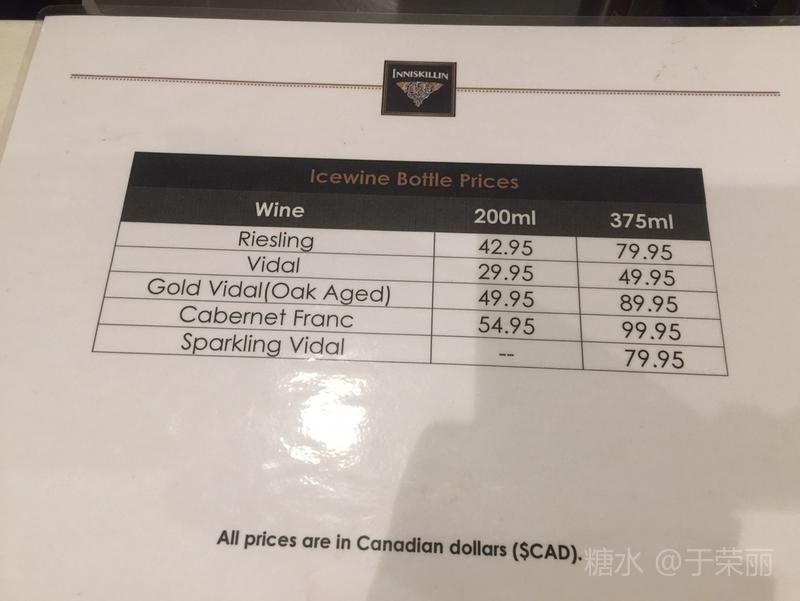 INNISKILLIN
Icewine Bottle Prices
Wine 200ml 375ml
Riesling 42.95 79.95
Vidal 29.95 49.95
Gold Vidal(Oak Aged) 49.95 89.95
Cabernet Franc 54.95 99.95
Sparkling Vidal -- 79.95
All prices are in Canadian dollars ($CAD).
糖水 @于荣丽